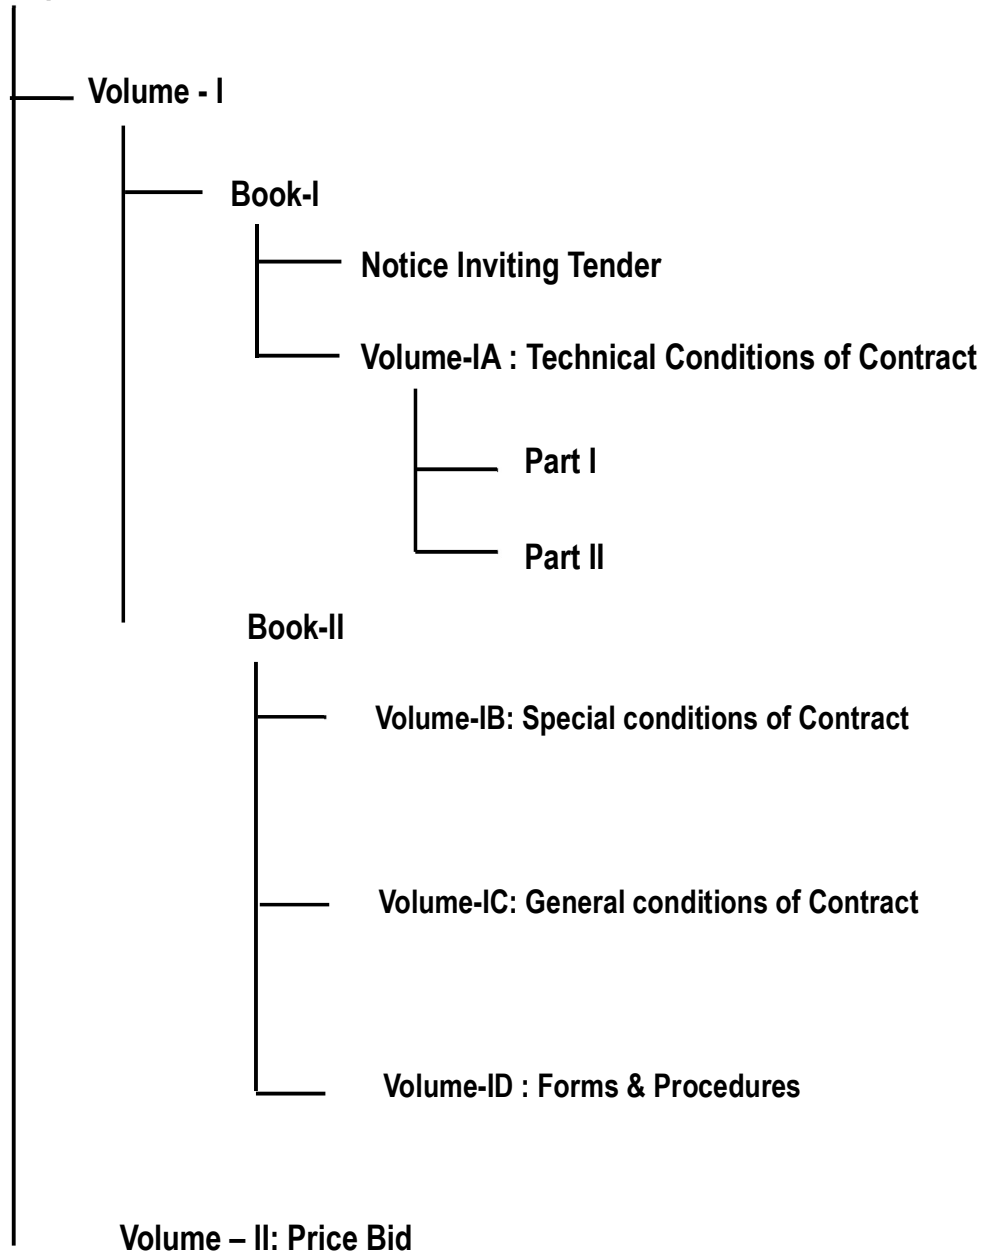 Volume - I
Book-I
Notice Inviting Tender
Volume-IA : Technical Conditions of Contract
Part I
Part II
Book-II
Volume-IB: Special conditions of Contract
Volume-IC: General conditions of Contract
Volume-ID : Forms & Procedures
Volume – II: Price Bid